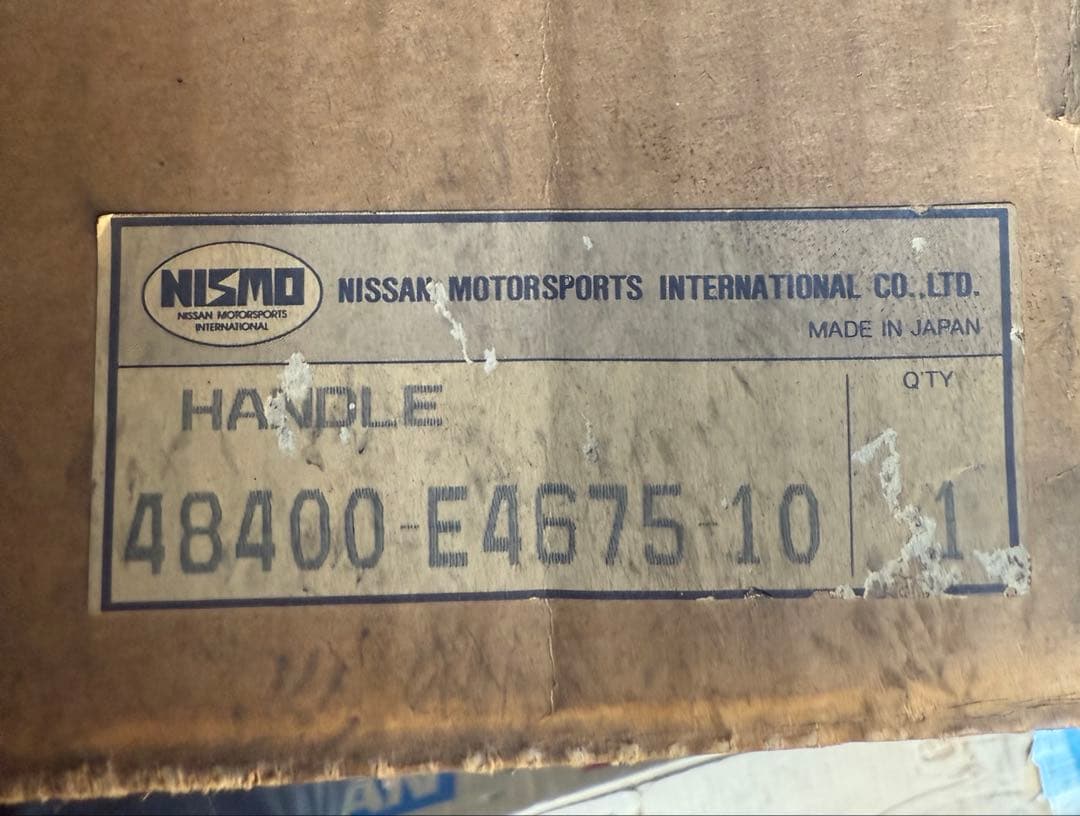 NISMO
NISSAN MOTORSPORTS
INTERNATIONAL
NISSAN MOTORSPORTS INTERNATIONAL CO.,LTD.
MADE IN JAPAN
HANDLE
Q'TY
48400-E4675-10
1